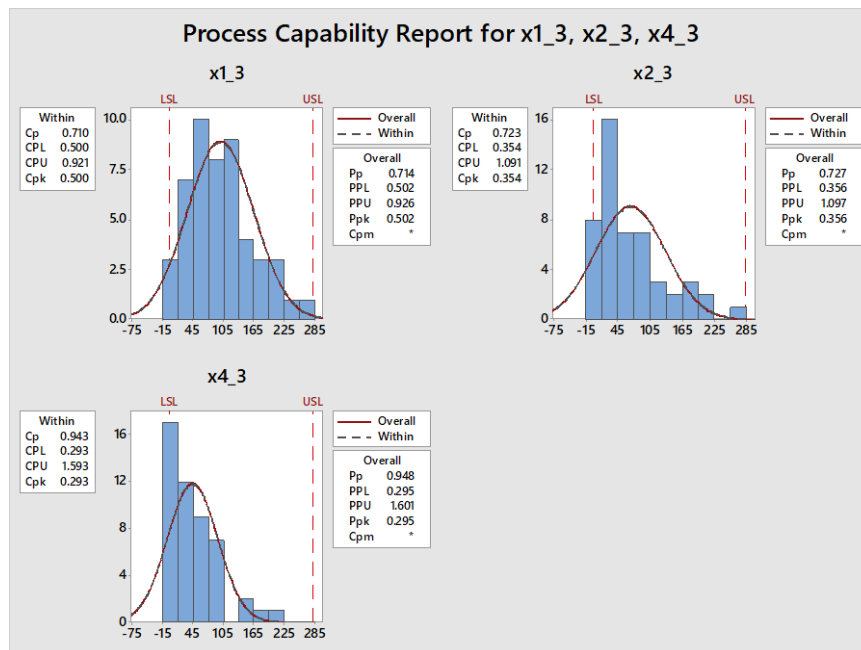 Process Capability Report for x1_3, x2_3, x4_3
x1_3
LSL USL
Within
Cp 0.710
CPL 0.500
CPU 0.921
Cpk 0.500
10.0
7.5
5.0
2.5
0.0
-75 -15 45 105 165 225 285
Overall
Within
Overall
Pp 0.714
PPL 0.502
PPU 0.926
Ppk 0.502
Cpm *
x2_3
LSL USL
Within
Cp 0.723
CPL 0.354
CPU 1.091
Cpk 0.354
16
12
8
4
0
-75 -15 45 105 165 225 285
Overall
Within
Overall
Pp 0.727
PPL 0.356
PPU 1.097
Ppk 0.356
Cpm *
x4_3
LSL USL
Within
Cp 0.943
CPL 0.293
CPU 1.593
Cpk 0.293
16
12
8
4
0
-75 -15 45 105 165 225 285
Overall
Within
Overall
Pp 0.948
PPL 0.295
PPU 1.601
Ppk 0.295
Cpm *